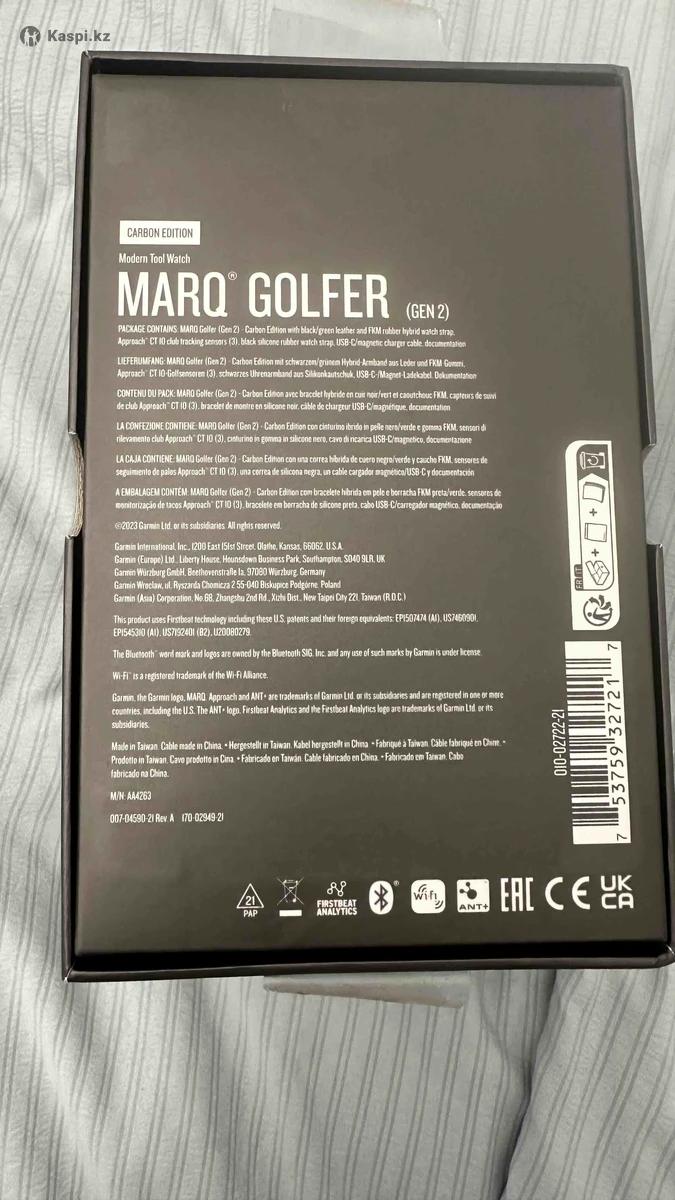 Kaspi.kz
CARBON EDITION
Modern Tool Watch
MARQ® GOLFER (GEN 2)
PACKAGE CONTAINS: MARQ Golfer (Gen 2) - Carbon Edition with black/green leather and FKM rubber hybrid watch strap,
Approach™ CT 10 club tracking sensors (3), black silicone rubber watch strap, USB-C/magnetic charger cable, documentation
LIEFERUMFANG: MARQ Golfer (Gen 2) - Carbon Edition mit schwarzem/grünem Hybrid-Armband aus Leder und FKM-Gummi,
Approach™ CT 10-Golfsensoren (3), schwarzes Uhrenarmband aus Silikonkautschuk, USB-C-/Magnet-Ladekabel, Dokumentation
CONTENU DU PACK: MARQ Golfer (Gen 2) - Carbon Edition avec bracelet hybride en cuir noir/vert et caoutchouc FKM, capteurs de suivi
de club Approach™ CT 10 (3), bracelet de montre en silicone noir, câble de chargeur USB-C/magnétique, documentation
LA CONFEZIONE CONTIENE: MARQ Golfer (Gen 2) - Carbon Edition con cinturino ibrido in pelle nero/verde e gomma FKM, sensori di
rilevamento club Approach™ CT 10 (3), cinturino in gomma in silicone nero, cavo di ricarica USB-C/magnetico, documentazione
LA CAJA CONTIENE: MARQ Golfer (Gen 2) - Carbon Edition con una correa híbrida de cuero negro/verde y caucho FKM, sensores de
seguimiento de palos Approach™ CT 10 (3), una correa de silicona negra, un cable cargador magnético/USB-C y documentación
A EMBALAGEM CONTÉM: MARQ Golfer (Gen 2) - Carbon Edition com bracelete híbrida em pele e borracha FKM preta/verde, sensores de
monitorização de tacos Approach™ CT 10 (3), bracelete em borracha de silicone preta, cabo USB-C/carregador magnético, documentação
©2023 Garmin Ltd. or its subsidiaries. All rights reserved.
Garmin International, Inc., 1200 East 151st Street, Olathe, Kansas, 66062, U.S.A.
Garmin (Europe) Ltd., Liberty House, Hounsdown Business Park, Southampton, SO40 9LR, UK
Garmin Würzburg GmbH, Beethovenstraße 1a, 97080 Würzburg, Germany
Garmin Wroclaw, ul. Ryszarda Chomicza 2 55-040 Biskupice Podgórne, Poland
Garmin (Asia) Corporation, No.68, Zhangshu 2nd Rd., Xizhi Dist., New Taipei City 221, Taiwan (R.O.C.)
This product uses Firstbeat technology including these U.S. patents and their foreign equivalents: EP1507474 (A1), US7460901,
EP1545310 (A1), US7192401 (B2), U20080279.
The Bluetooth™ word mark and logos are owned by the Bluetooth SIG, Inc. and any use of such marks by Garmin is under license.
Wi-Fi™ is a registered trademark of the Wi-Fi Alliance.
Garmin, the Garmin logo, MARQ, Approach and ANT+ are trademarks of Garmin Ltd. or its subsidiaries and are registered in one or more
countries, including the U.S. The ANT+ logo, Firstbeat Analytics and the Firstbeat Analytics logo are trademarks of Garmin Ltd. or its
subsidiaries.
Made in Taiwan. Cable made in China. • Hergestellt in Taiwan. Kabel hergestellt in China. • Fabriqué à Taiwan. Câble fabriqué en Chine. •
Prodotto in Taiwan. Cavo prodotto in Cina. • Fabricado en Taiwán. Cable fabricado en China. • Fabricado em Taiwan. Cabo
fabricado na China.
M/N: AA4263
007-04590-21 Rev. A 170-02949-21
FR | IT
010-02722-21
7 53759 32721 7
21
PAP
FIRSTBEAT
ANALYTICS
WiFi
ANT+
EAC
CE
UK
CA